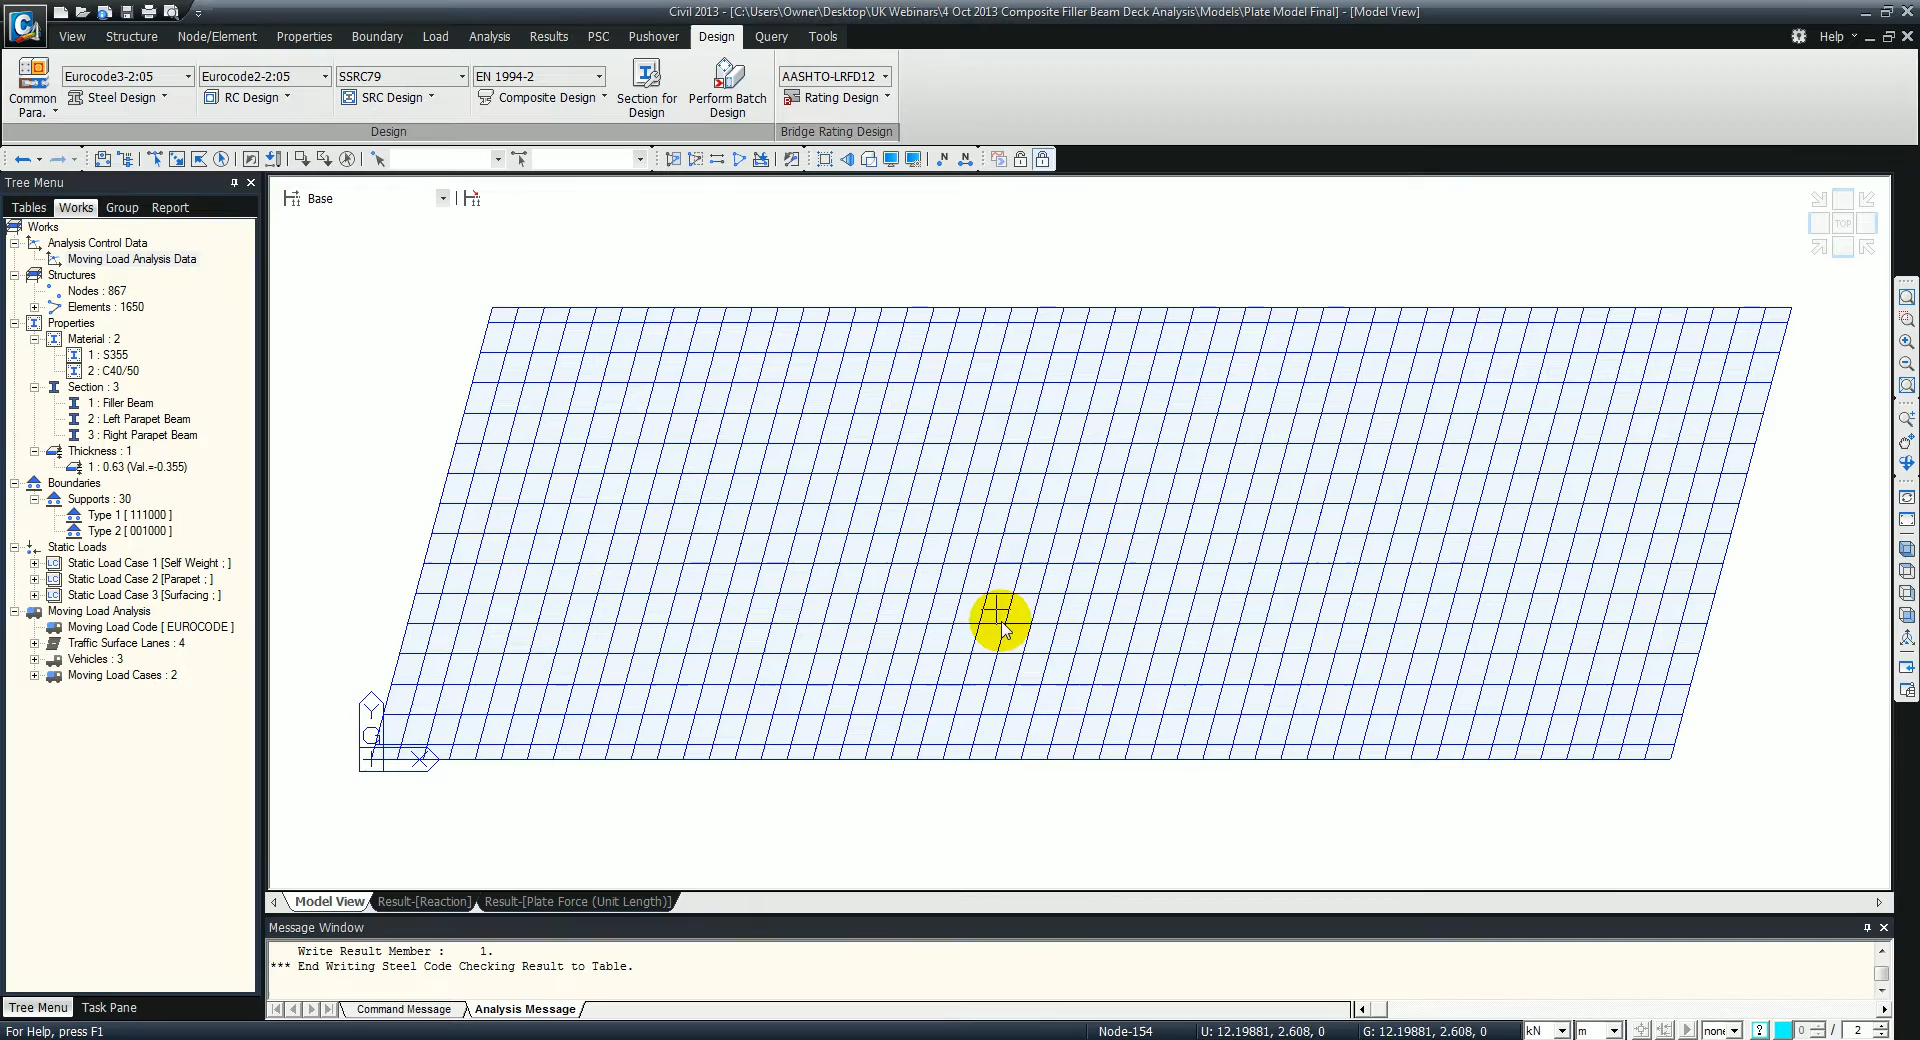 Civil 2013 - [C:\Users\Owner\Desktop\UK Webinars\4 Oct 2013 Composite Filler Beam Deck Analysis\Models\Plate Model Final] - [Model View]
View Structure Node/Element Properties Boundary Load Analysis Results PSC Pushover Design Query Tools Help
Eurocode3-2:05 Eurocode2-2:05 SSRC79 EN 1994-2 AASHTO-LRFD12
Common Para. Steel Design RC Design SRC Design Composite Design Section for Design Perform Batch Design Rating Design
Design Bridge Rating Design
Tree Menu
Base
Tables Works Group Report
TOP
Works
Analysis Control Data
Moving Load Analysis Data
Structures
Nodes : 867
Elements : 1650
Properties
Material : 2
1 : S355
2 : C40/50
Section : 3
1 : Filler Beam
2 : Left Parapet Beam
3 : Right Parapet Beam
Thickness : 1
1 : 0.63 (Val.=-0.355)
Boundaries
Supports : 30
Type 1 [ 111000 ]
Type 2 [ 001000 ]
Static Loads
Static Load Case 1 [Self Weight ; ]
Static Load Case 2 [Parapet ; ]
Static Load Case 3 [Surfacing ; ]
Moving Load Analysis
Moving Load Code [ EUROCODE ]
Traffic Surface Lanes : 4
Vehicles : 3
Moving Load Cases : 2
Y
G
X
Model View Result-[Reaction] Result-[Plate Force (Unit Length)]
Message Window
Write Result Member : 1.
*** End Writing Steel Code Checking Result to Table.
Tree Menu Task Pane Command Message Analysis Message
For Help, press F1 Node-154 U: 12.19881, 2.608, 0 G: 12.19881, 2.608, 0 kN m none 0 / 2